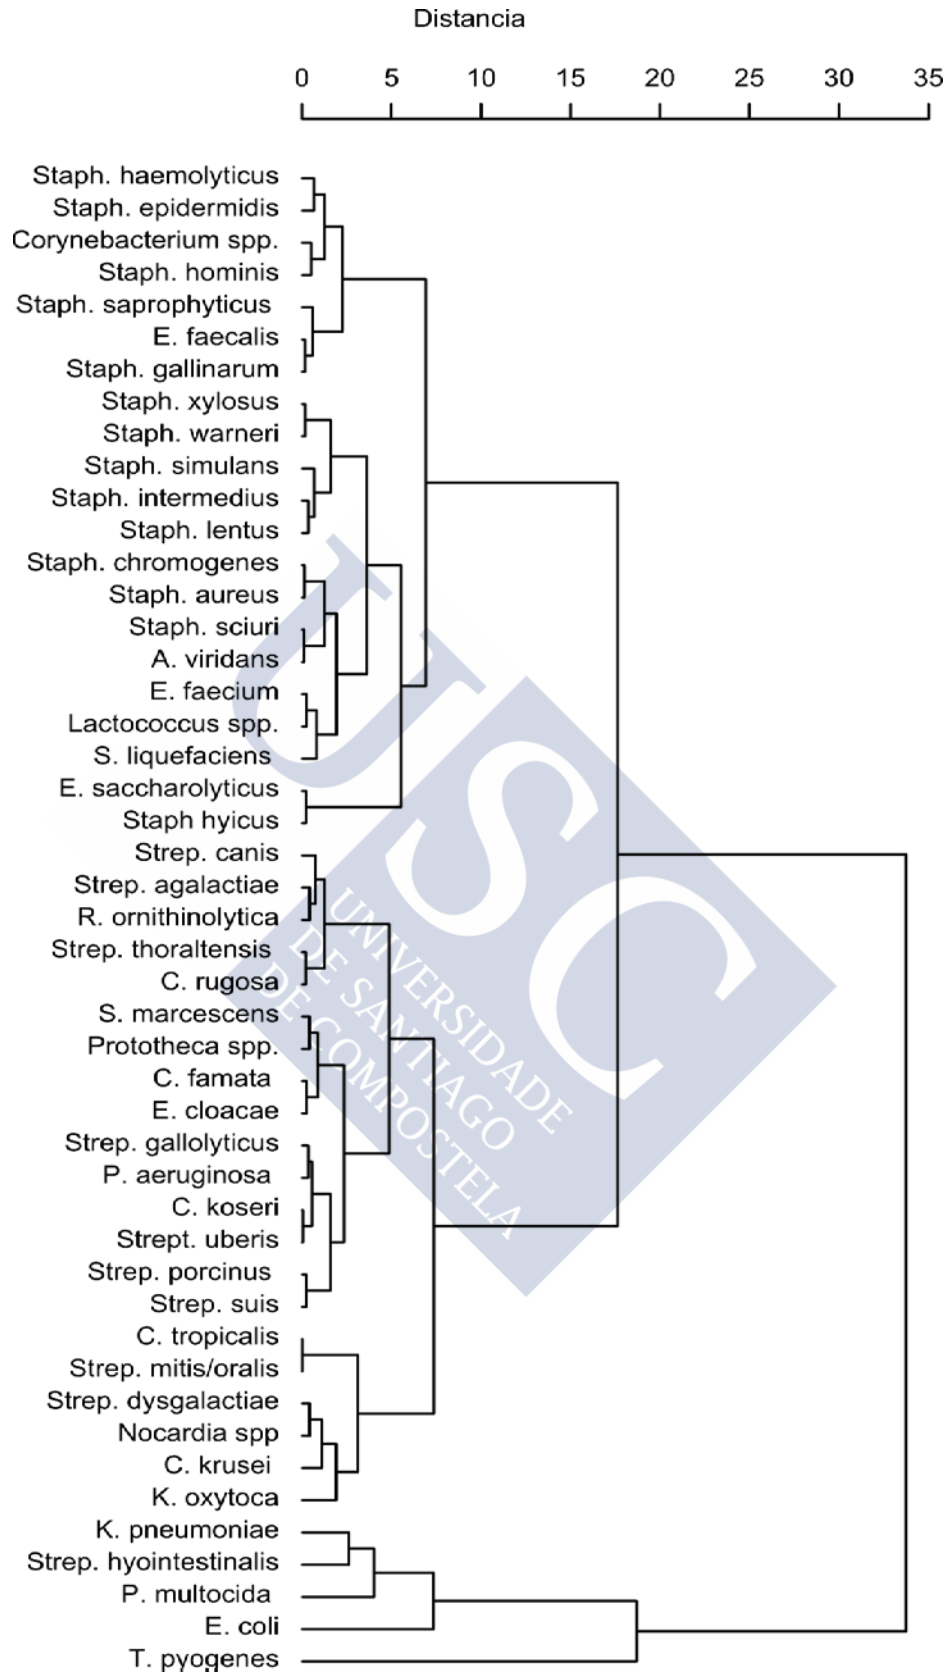 Distancia
0 5 10 15 20 25 30 35
Staph. haemolyticus
Staph. epidermidis
Corynebacterium spp.
Staph. hominis
Staph. saprophyticus
E. faecalis
Staph. gallinarum
Staph. xylosus
Staph. warneri
Staph. simulans
Staph. intermedius
Staph. lentus
Staph. chromogenes
Staph. aureus
Staph. sciuri
A. viridans
E. faecium
Lactococcus spp.
S. liquefaciens
E. saccharolyticus
Staph hyicus
Strep. canis
Strep. agalactiae
R. ornithinolytica
Strep. thoraltensis
C. rugosa
S. marcescens
Prototheca spp.
C. famata
E. cloacae
Strep. gallolyticus
P. aeruginosa
C. koseri
Strept. uberis
Strep. porcinus
Strep. suis
C. tropicalis
Strep. mitis/oralis
Strep. dysgalactiae
Nocardia spp
C. krusei
K. oxytoca
K. pneumoniae
Strep. hyointestinalis
P. multocida
E. coli
T. pyogenes
USC
UNIVERSIDADE
DE SANTIAGO
DE COMPOSTELA